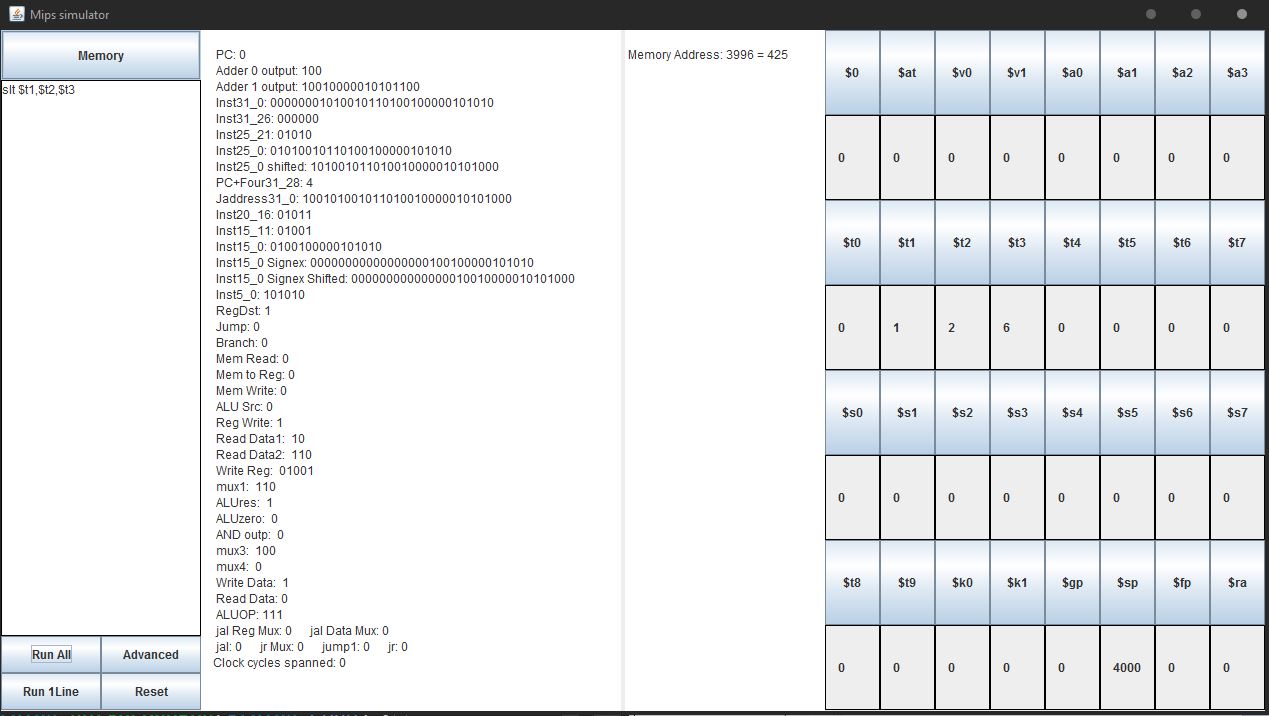 Mips simulator
Memory
slt $t1,$t2,$t3
Run All
Advanced
Run 1Line
Reset
PC: 0
Adder 0 output: 100
Adder 1 output: 10010000010101100
Inst31_0: 00000001010010110100100000101010
Inst31_26: 000000
Inst25_21: 01010
Inst25_0: 01010010110100100000101010
Inst25_0 shifted: 101001011010010000010101000
PC+Four31_28: 4
Jaddress31_0: 10010100101101001000001010​1000
Inst20_16: 01011
Inst15_11: 01001
Inst15_0: 0100100000101010
Inst15_0 Signex: 00000000000000000100100000101010
Inst15_0 Signex Shifted: 00000000000000010010000010101000
Inst5_0: 101010
RegDst: 1
Jump: 0
Branch: 0
Mem Read: 0
Mem to Reg: 0
Mem Write: 0
ALU Src: 0
Reg Write: 1
Read Data1: 10
Read Data2: 110
Write Reg: 01001
mux1: 110
ALUres: 1
ALUzero: 0
AND outp: 0
mux3: 100
mux4: 0
Write Data: 1
Read Data: 0
ALUOP: 111
jal Reg Mux: 0 jal Data Mux: 0
jal: 0 jr Mux: 0 jump1: 0 jr: 0
Clock cycles spanned: 0
Memory Address: 3996 = 425
$0 $at $v0 $v1 $a0 $a1 $a2 $a3
0 0 0 0 0 0 0 0
$t0 $t1 $t2 $t3 $t4 $t5 $t6 $t7
0 1 2 6 0 0 0 0
$s0 $s1 $s2 $s3 $s4 $s5 $s6 $s7
0 0 0 0 0 0 0 0
$t8 $t9 $k0 $k1 $gp $sp $fp $ra
0 0 0 0 0 4000 0 0